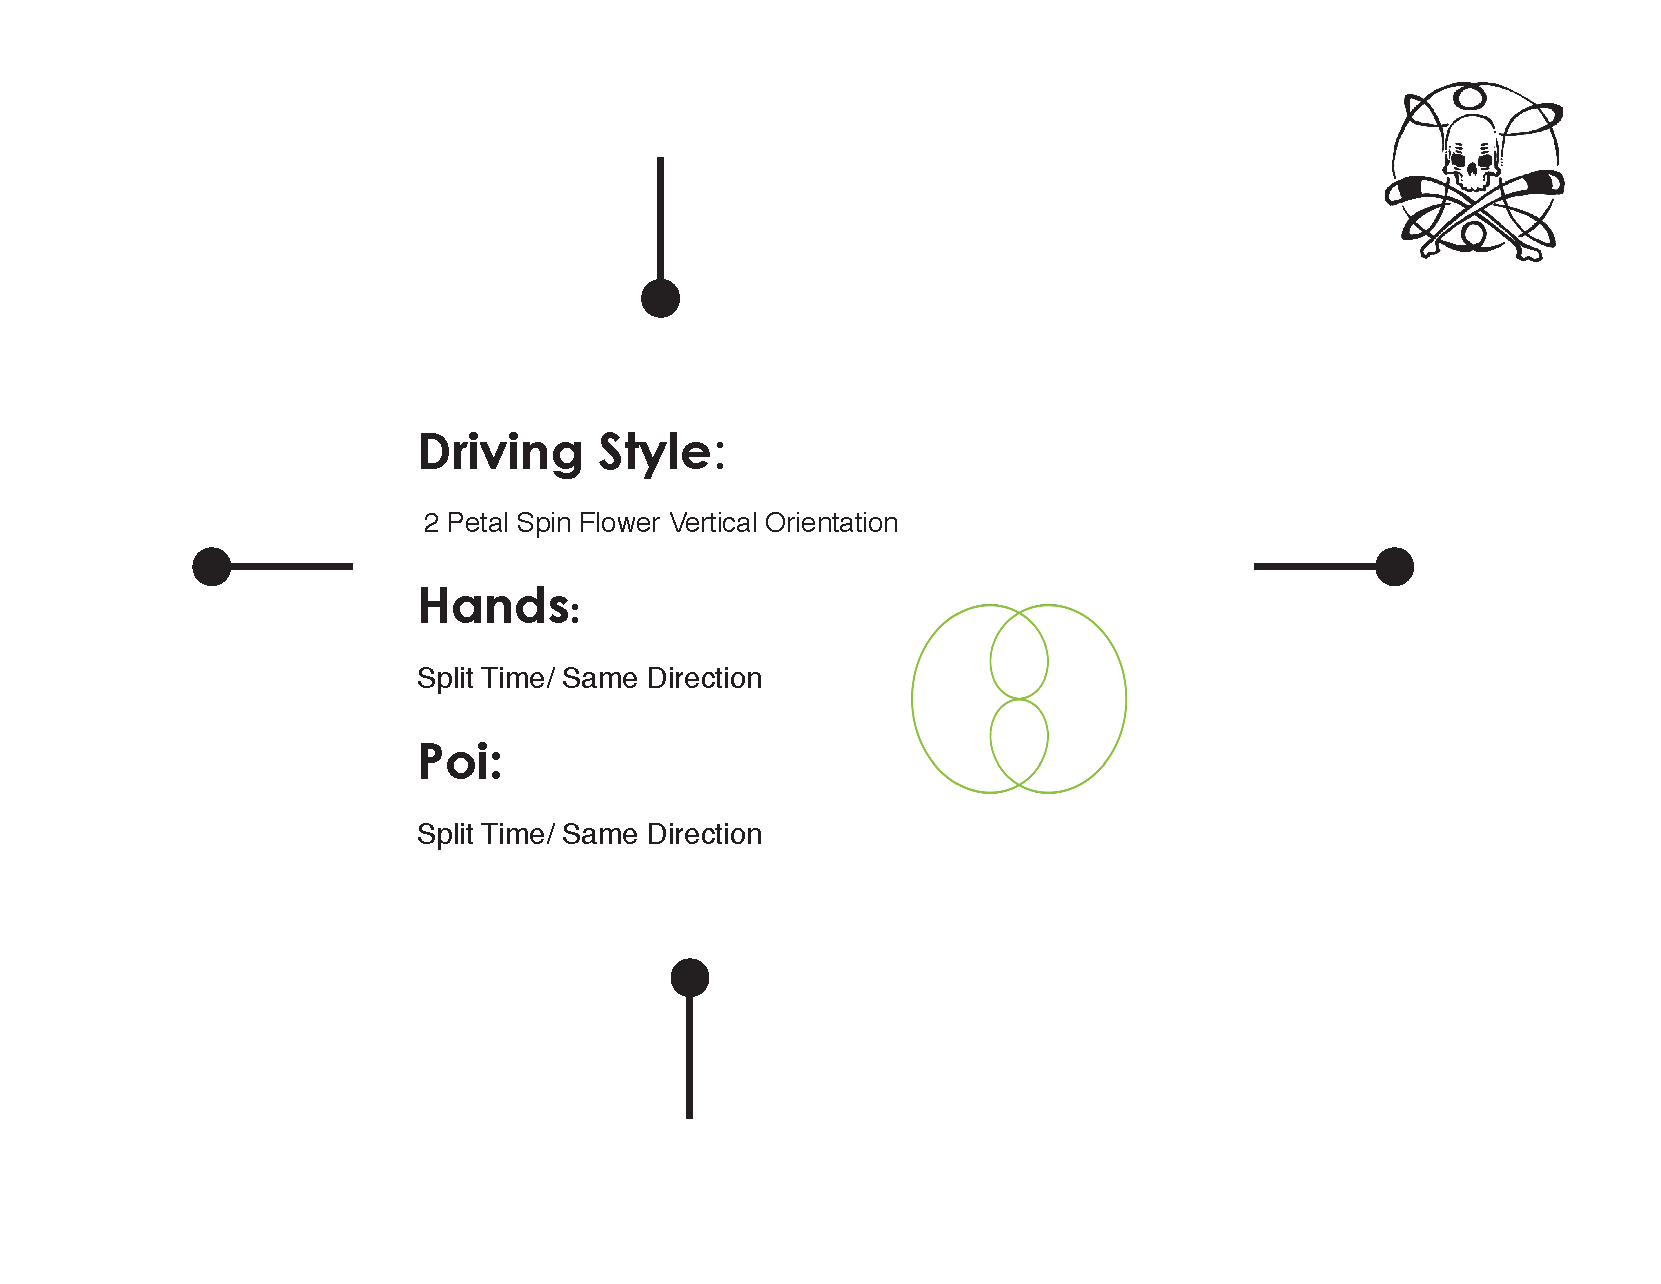 Driving Style:
2 Petal Spin Flower Vertical Orientation
Hands:
Split Time/ Same Direction
Poi:
Split Time/ Same Direction